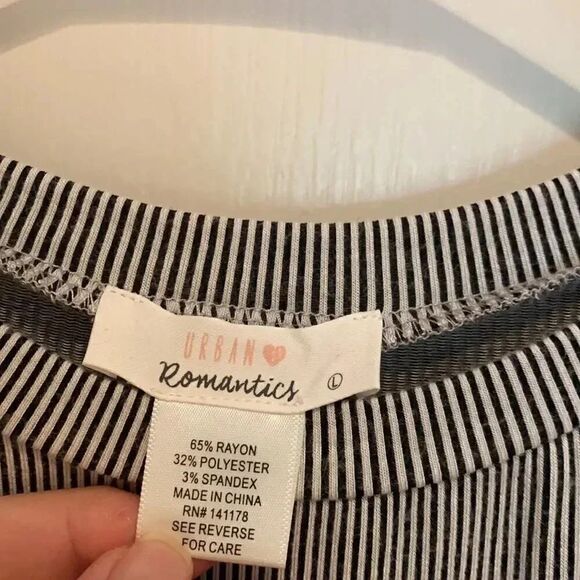 URBAN
Romantics Ⓛ
65% RAYON
32% POLYESTER
3% SPANDEX
MADE IN CHINA
RN# 141178
SEE REVERSE
FOR CARE